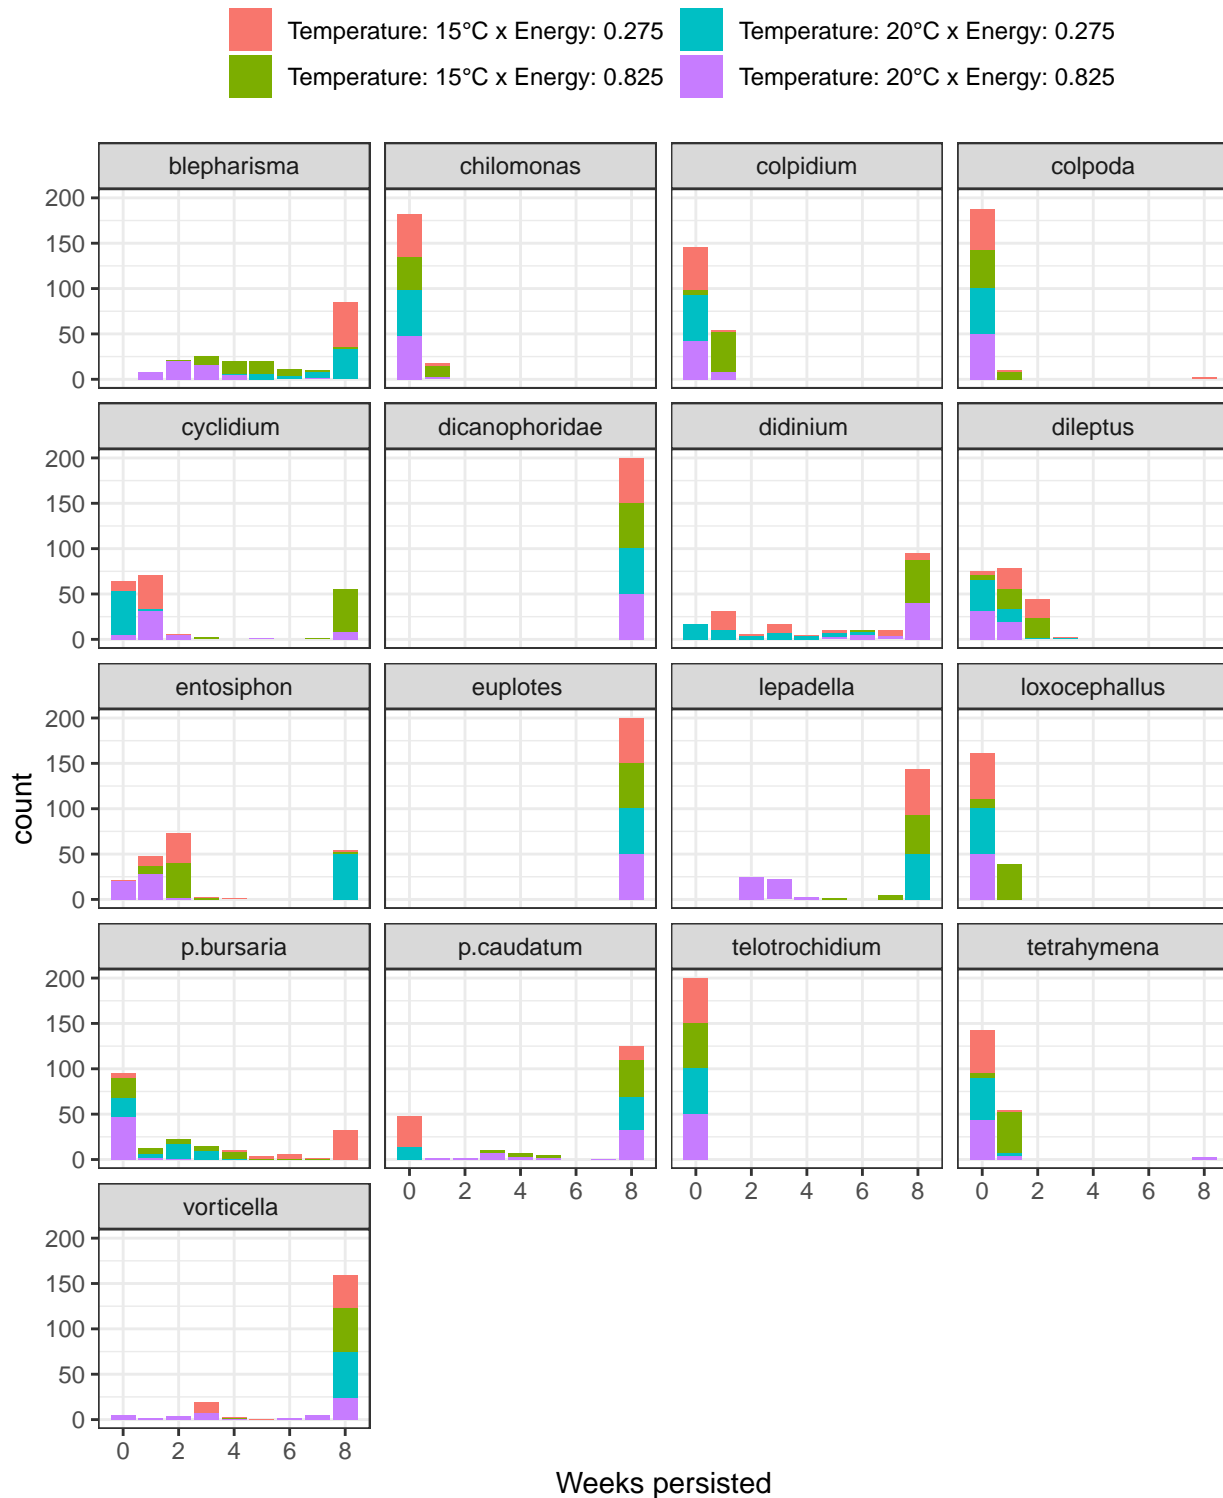 Temperature: 15°C x Energy: 0.275 Temperature: 20°C x Energy: 0.275
Temperature: 15°C x Energy: 0.825 Temperature: 20°C x Energy: 0.825
blepharisma chilomonas colpidium colpoda
200
150
100
50
0
cyclidium dicanophoridae didinium dileptus
200
150
100
50
0
entosiphon euplotes lepadella loxocephallus
200
150
100
50
0
count
p.bursaria p.caudatum telotrochidium tetrahymena
200
150
100
50
0
0 2 4 6 8 0 2 4 6 8 0 2 4 6 8
vorticella
200
150
100
50
0
0 2 4 6 8
Weeks persisted